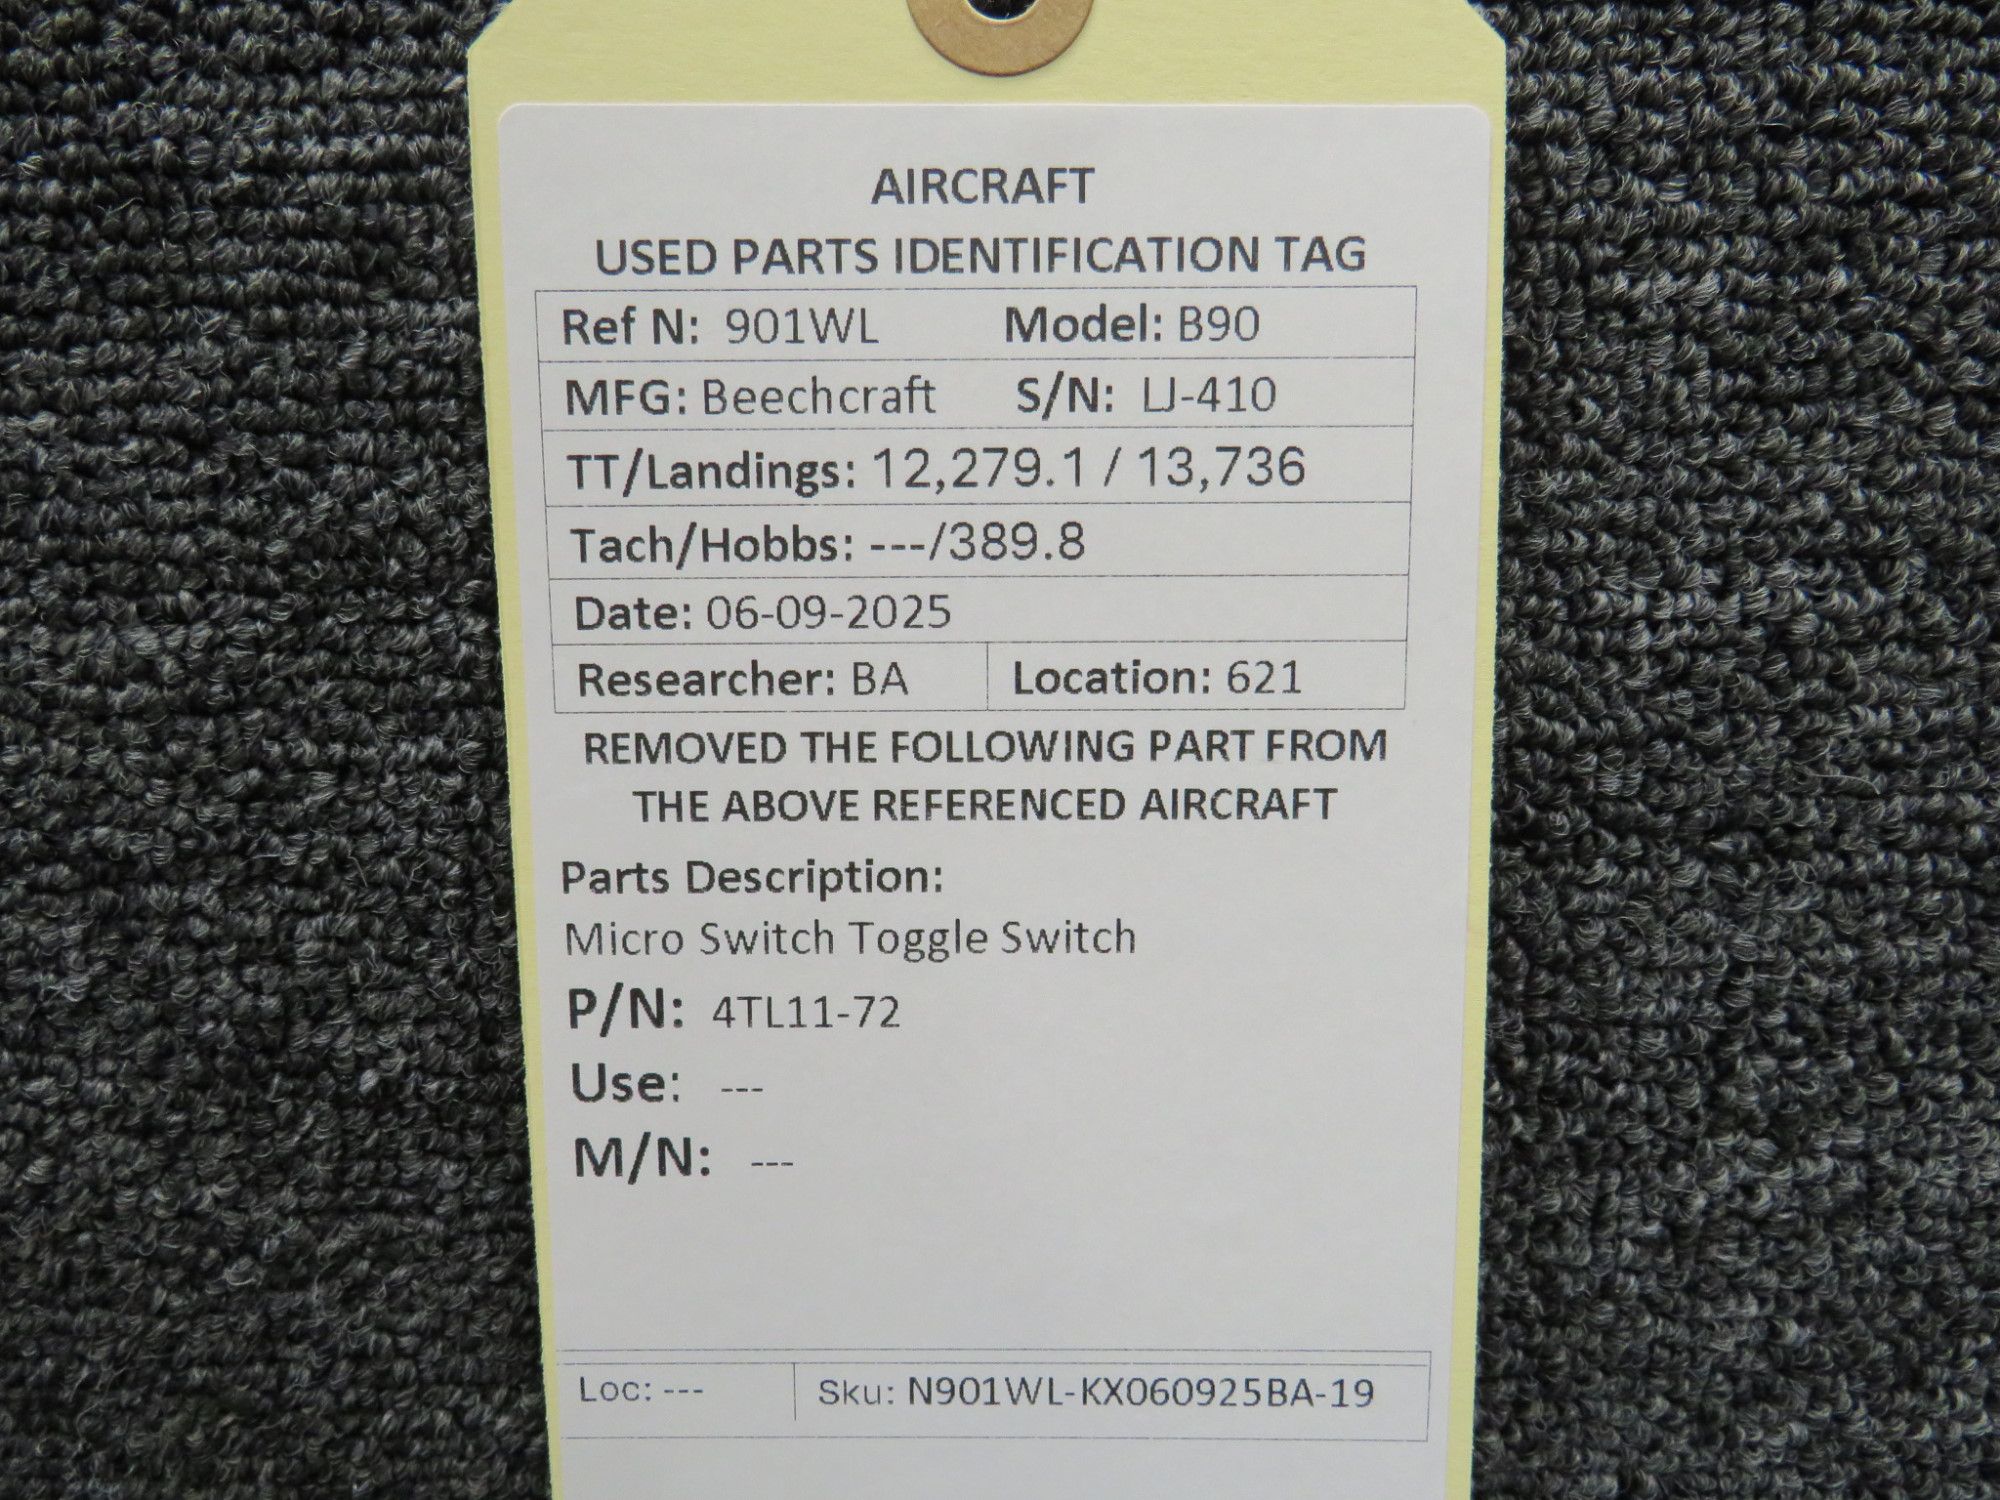 AIRCRAFT
USED PARTS IDENTIFICATION TAG
Ref N: 901WL Model: B90
MFG: Beechcraft S/N: LJ-410
TT/Landings: 12,279.1 / 13,736
Tach/Hobbs: ---/389.8
Date: 06-09-2025
Researcher: BA Location: 621
REMOVED THE FOLLOWING PART FROM
THE ABOVE REFERENCED AIRCRAFT
Parts Description:
Micro Switch Toggle Switch
P/N: 4TL11-72
Use: ---
M/N: ---
Loc: --- Sku: N901WL-KX060925BA-19